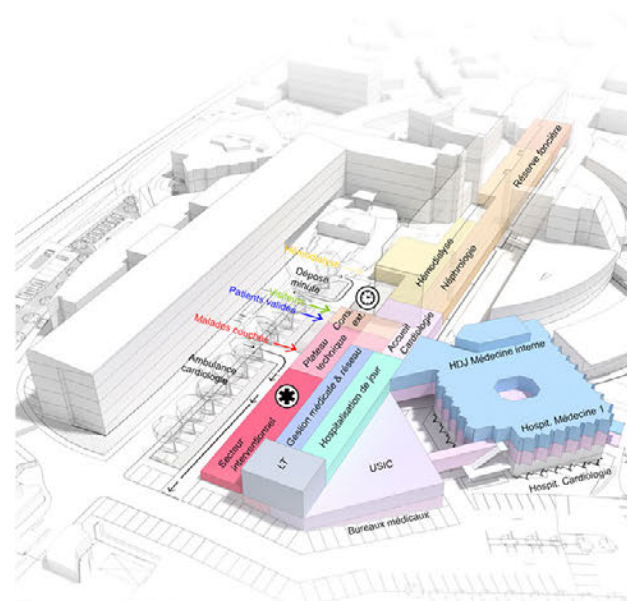 Réserve foncière
Hémodialyse
Néphrologie
Dépose
minute
Visiteurs
Patients valides
Malades couchés
Cons.
ext.
Accueil
Cardiologie
Plateau
technique
Ambulance
cardiologie
HDJ Médecine interne
Gesion médicale & réseau
Hospitalisation de jour
Hospit. Médecine 1
Secteur
interventionnel
LT
USIC
Hospit. Cardiologie
Bureaux médicaux